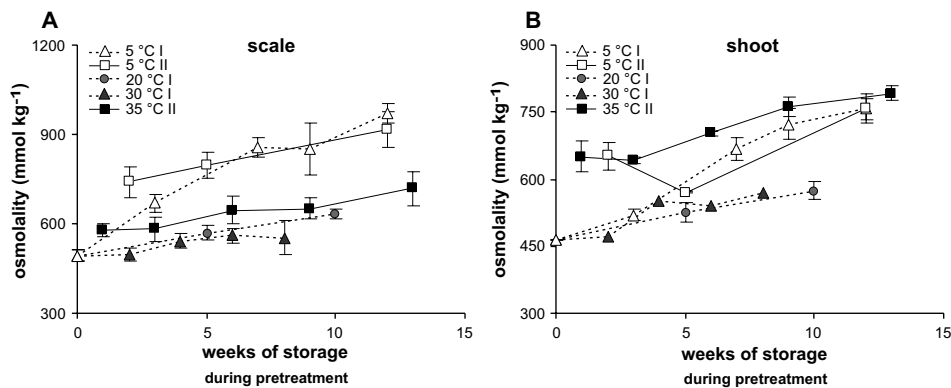 A
scale
1200
900
600
300
osmolality (mmol kg-1)
5 °C I
5 °C II
20 °C I
30 °C I
35 °C II
0
5
10
15
weeks of storage
during pretreatment
B
shoot
900
750
600
450
300
osmolality (mmol kg-1)
5 °C I
5 °C II
20 °C I
30 °C I
35 °C II
0
5
10
15
weeks of storage
during pretreatment